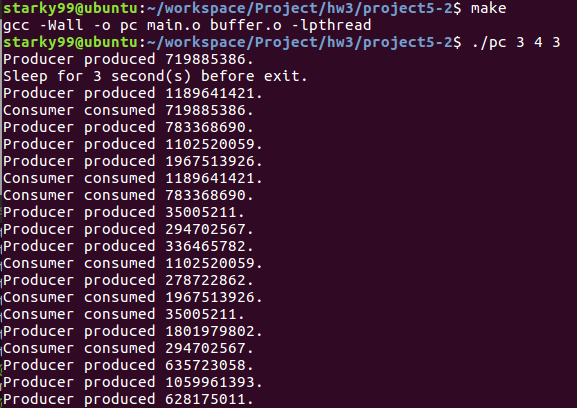 starky99@ubuntu:~/workspace/Project/hw3/project5-2$ make
gcc -Wall -o pc main.o buffer.o -lpthread
starky99@ubuntu:~/workspace/Project/hw3/project5-2$ ./pc 3 4 3
Producer produced 719885386.
Sleep for 3 second(s) before exit.
Producer produced 1189641421.
Consumer consumed 719885386.
Producer produced 783368690.
Producer produced 1102520059.
Producer produced 1967513926.
Consumer consumed 1189641421.
Consumer consumed 783368690.
Producer produced 35005211.
Producer produced 294702567.
Producer produced 336465782.
Consumer consumed 1102520059.
Producer produced 278722862.
Consumer consumed 1967513926.
Consumer consumed 35005211.
Producer produced 1801979802.
Consumer consumed 294702567.
Producer produced 635723058.
Producer produced 1059961393.
Producer produced 628175011.